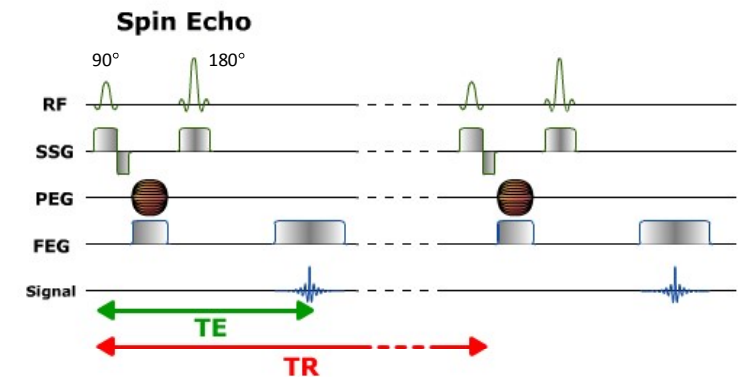 Spin Echo
90° 180°
RF
SSG
PEG
FEG
Signal
TE
TR